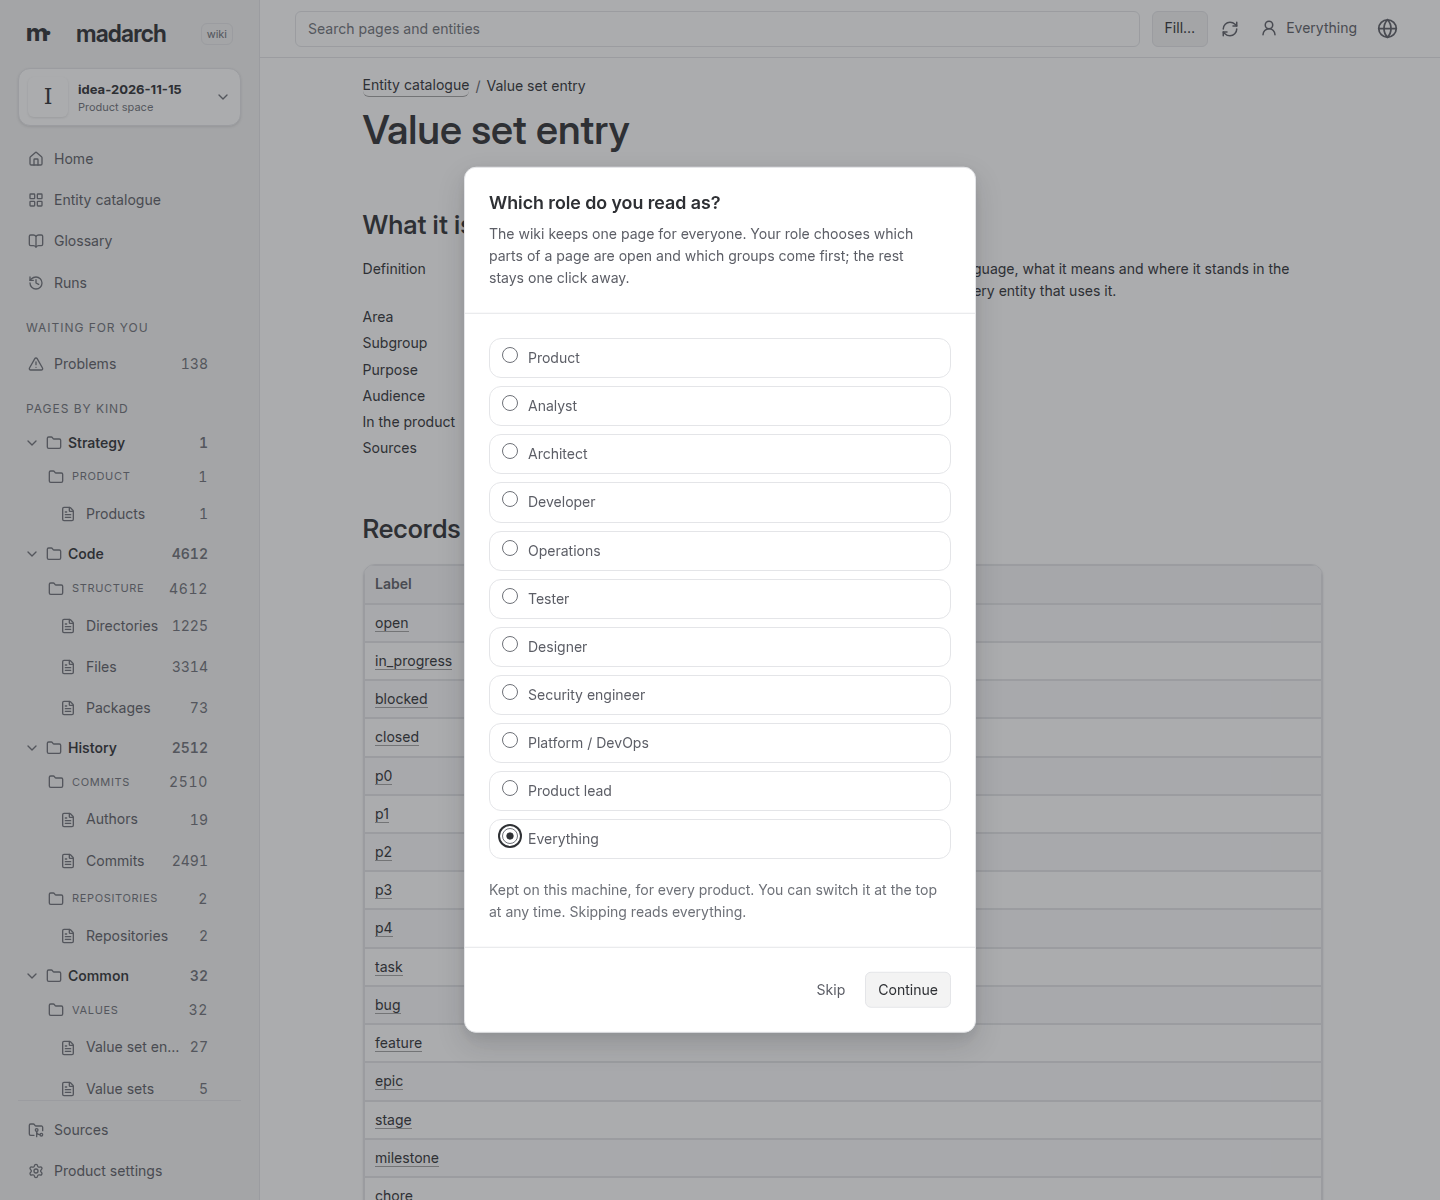 m· madarch wiki
Search pages and entities
Fill...
Everything
I
idea-2026-11-15
Product space
Home
Entity catalogue
Glossary
Runs
WAITING FOR YOU
Problems 138
PAGES BY KIND
Strategy 1
PRODUCT 1
Products 1
Code 4612
STRUCTURE 4612
Directories 1225
Files 3314
Packages 73
History 2512
COMMITS 2510
Authors 19
Commits 2491
REPOSITORIES 2
Repositories 2
Common 32
VALUES 32
Value set en... 27
Value sets 5
Sources
Product settings
Entity catalogue / Value set entry
Value set entry
What it is
Definition
guage, what it means and where it stands in the
ery entity that uses it.
Area
Subgroup
Purpose
Audience
In the product
Sources
Records
Label
open
in_progress
blocked
closed
p0
p1
p2
p3
p4
task
bug
feature
epic
stage
milestone
chore
Which role do you read as?
The wiki keeps one page for everyone. Your role chooses which
parts of a page are open and which groups come first; the rest
stays one click away.
Product
Analyst
Architect
Developer
Operations
Tester
Designer
Security engineer
Platform / DevOps
Product lead
Everything
Kept on this machine, for every product. You can switch it at the top
at any time. Skipping reads everything.
Skip
Continue